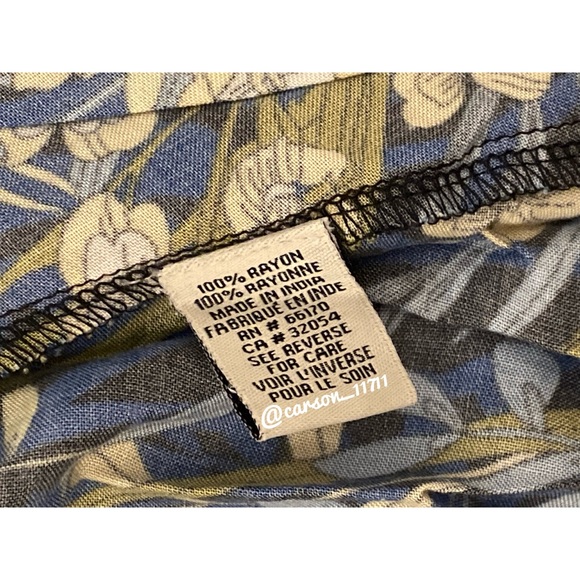 100% RAYON
100% RAYONNE
MADE IN INDIA
FABRIQUÉ EN INDE
RN # 66170
CA # 32054
SEE REVERSE
FOR CARE
VOIR L'INVERSE
POUR LE SOIN
@carson_11711